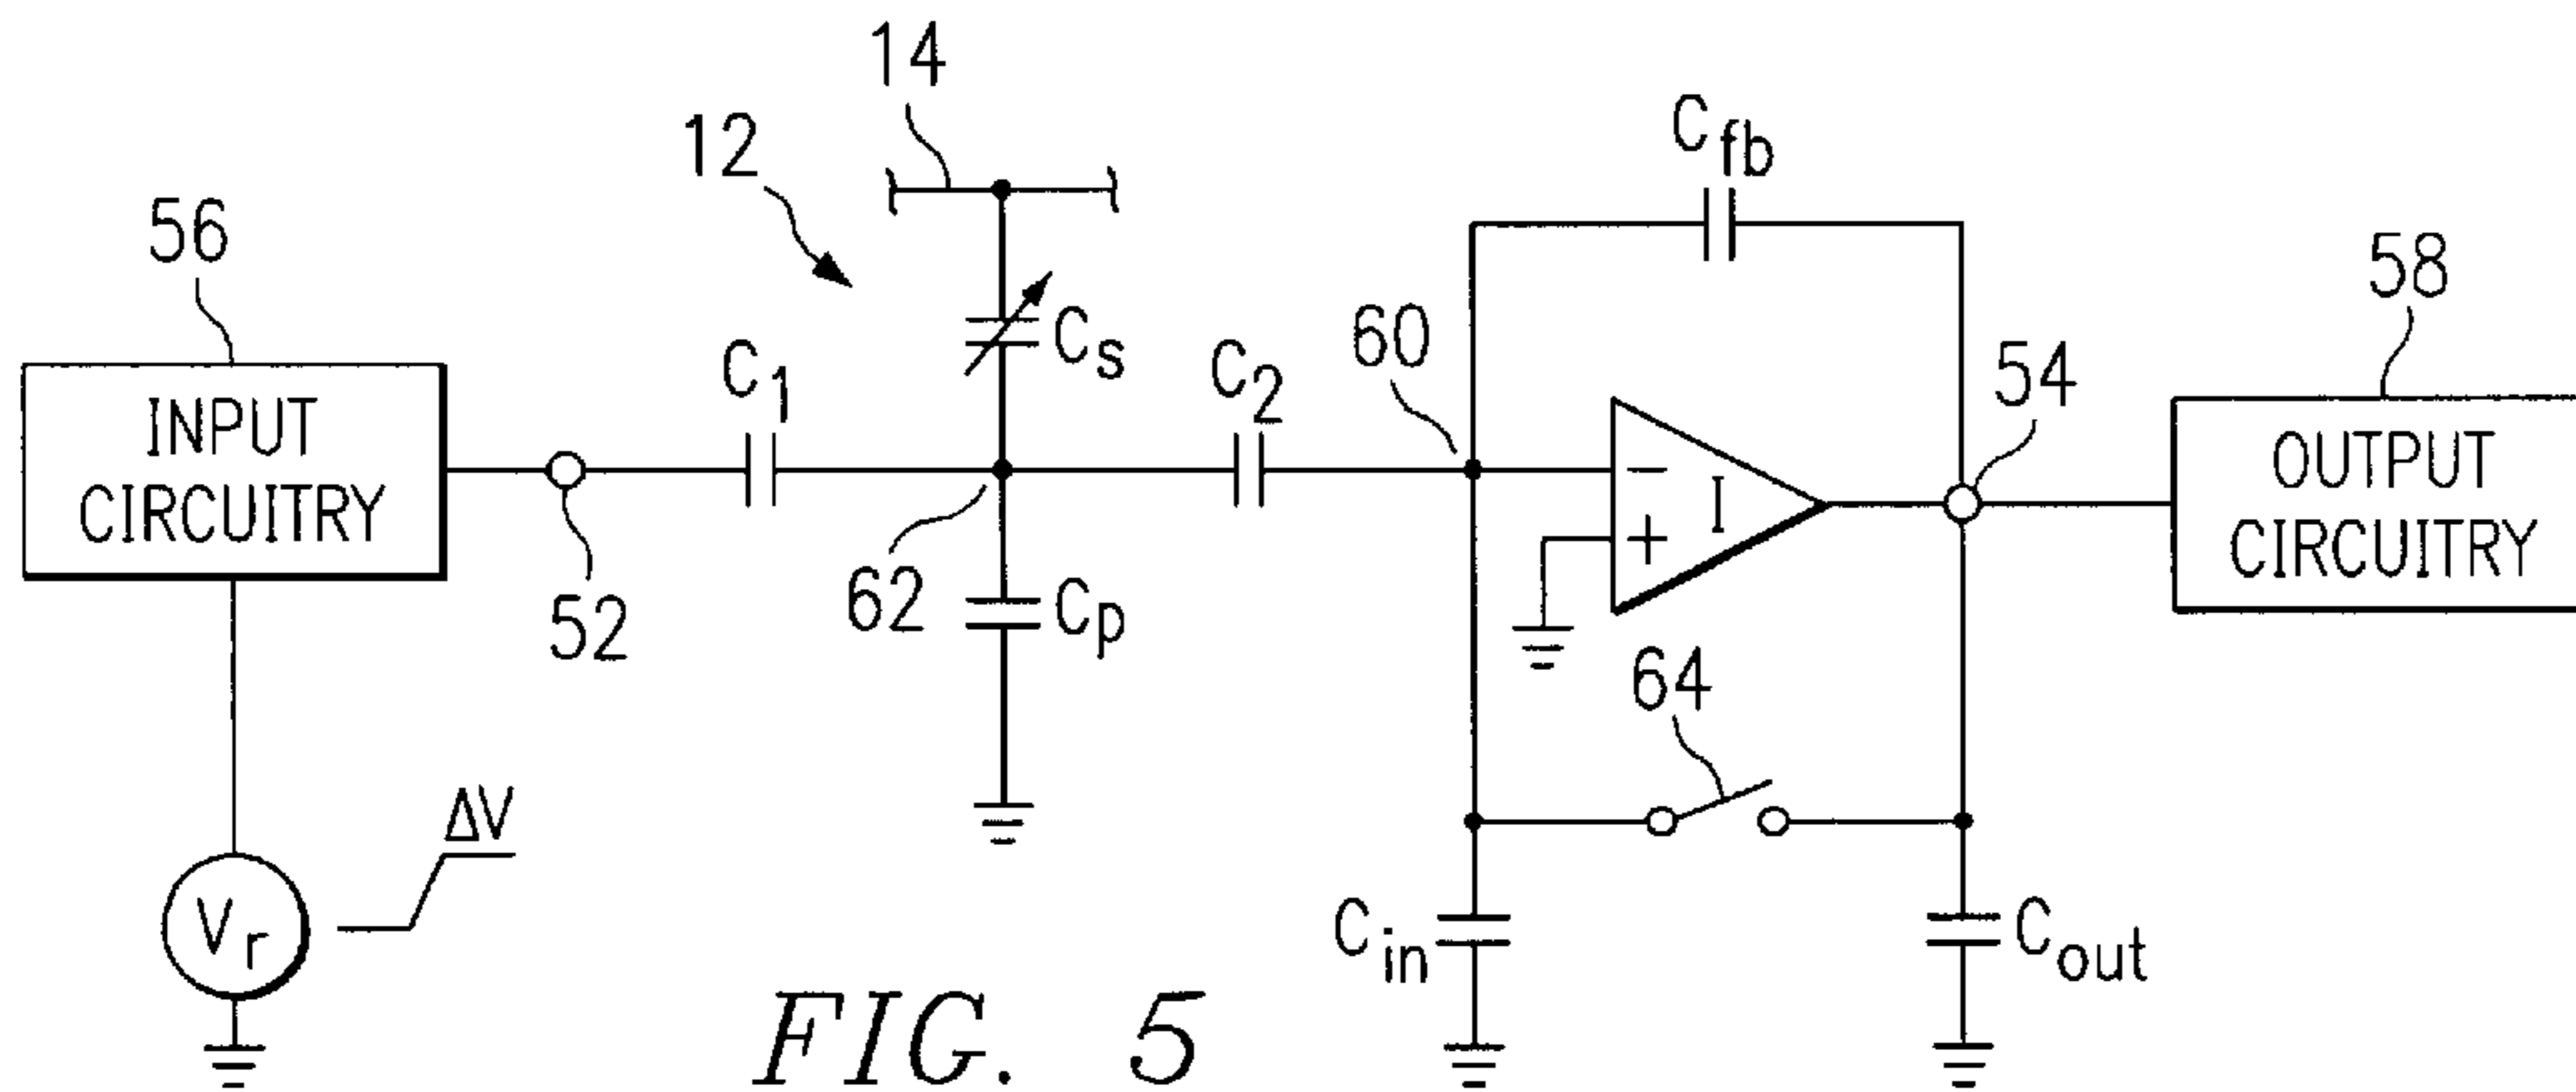 14
12
C_fb
56
58
C_s
60
54
C_1
C_2
INPUT
CIRCUITRY
−
I
+
OUTPUT
CIRCUITRY
62
52
C_p
64
ΔV
V_r
C_in
C_out
FIG. 5